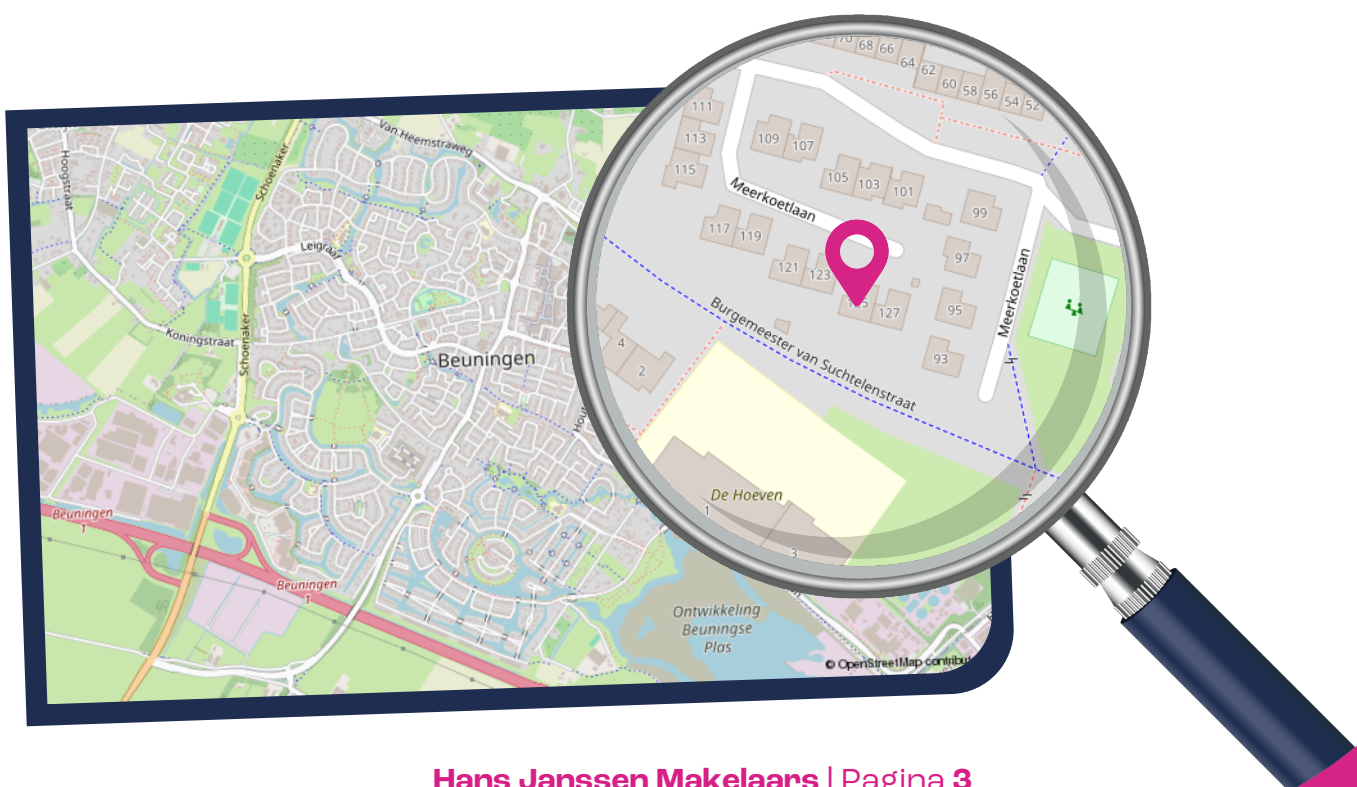 Hoogstraat
Schoenaker
Van Heemstraweg
Leigraaf
Koningstraat
Schoenaker
Beuningen
Beuningen
1
Beuningen
1
Ontwikkeling
Beuningse
Plas
© OpenStreetMap contribut
68
66
64
62
60
58
56
54
52
111
113
115
109
107
105
103
101
99
97
95
93
Meerkoetlaan
117
119
121
123
127
Meerkoetlaan
Burgemeester van Suchtelenstraat
4
2
De Hoeven
1
3
Hans Janssen Makelaars | Pagina 3